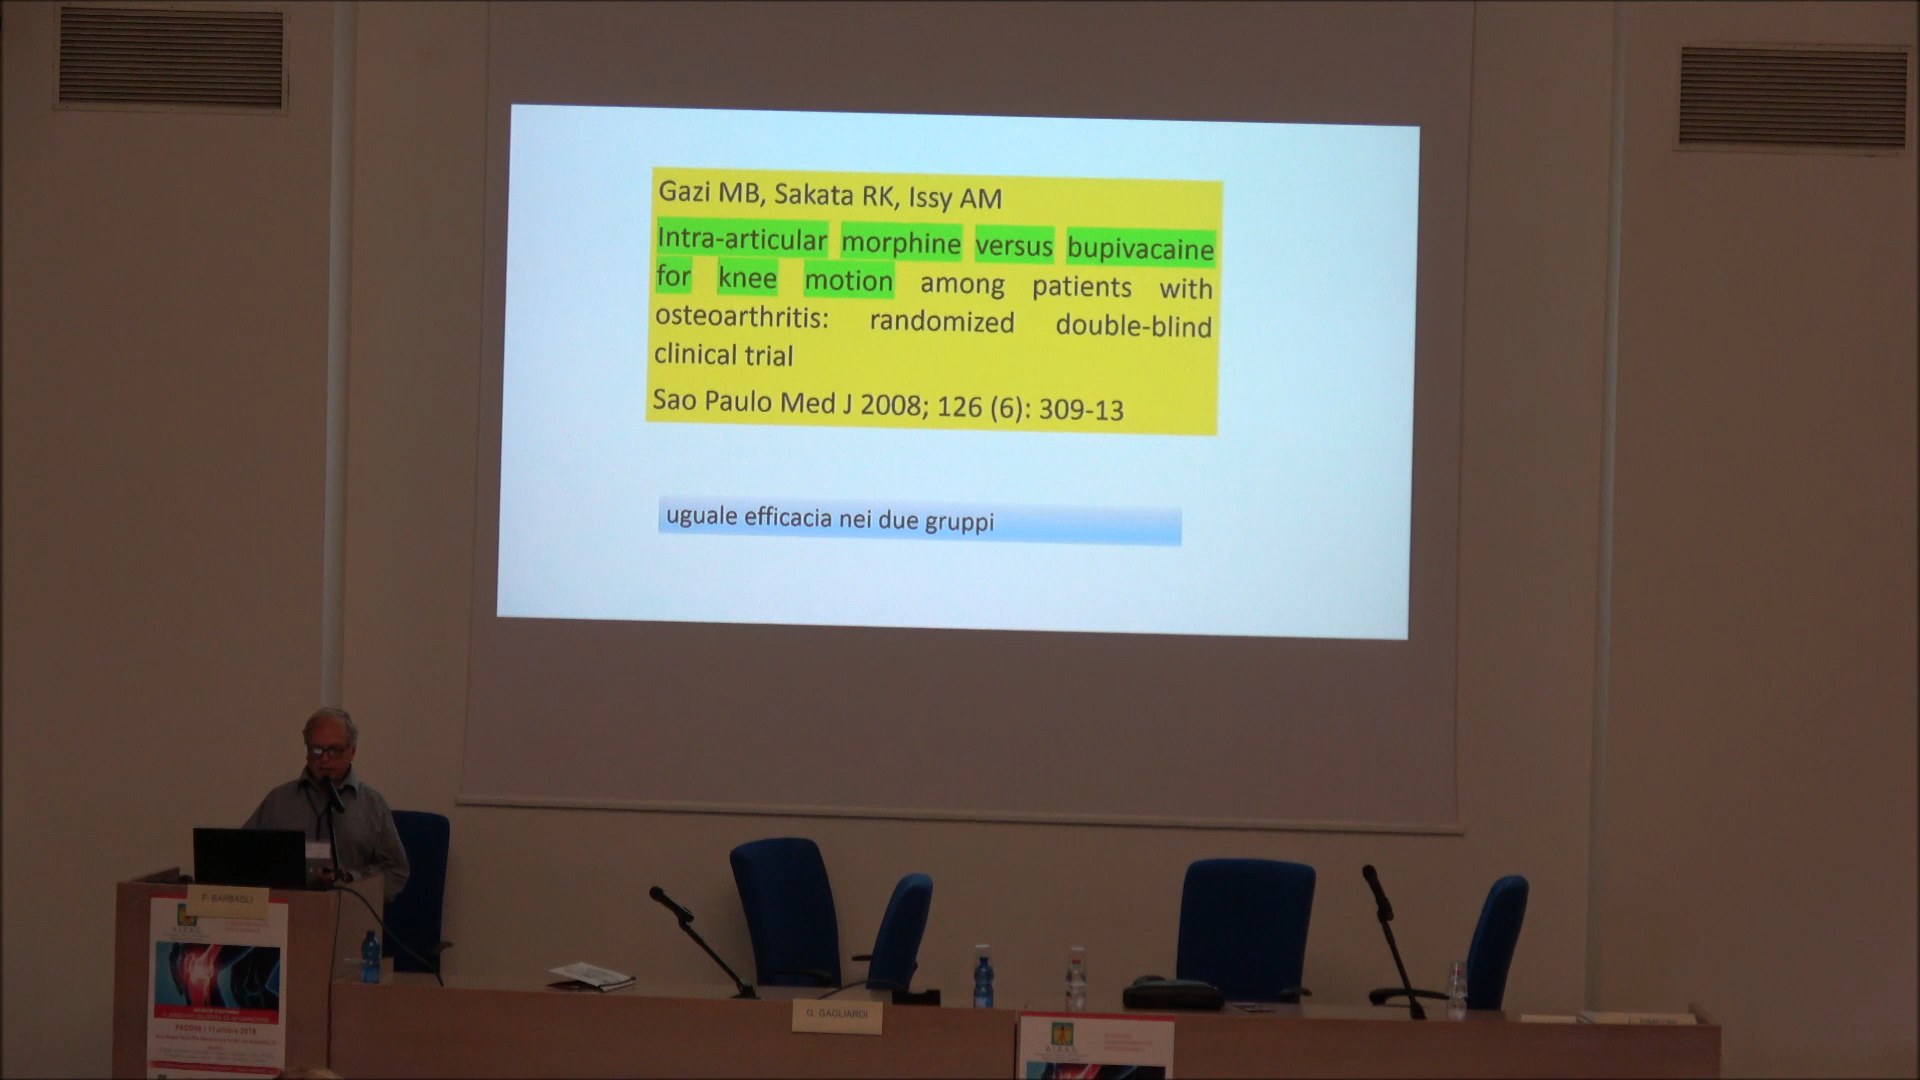 Gazi MB, Sakata RK, Issy AM
Intra-articular morphine versus bupivacaine
for knee motion among patients with
osteoarthritis: randomized double-blind
clinical trial
Sao Paulo Med J 2008; 126 (6): 309-13
uguale efficacia nei due gruppi
P. BARBAGLI
G. GAGLIARDI